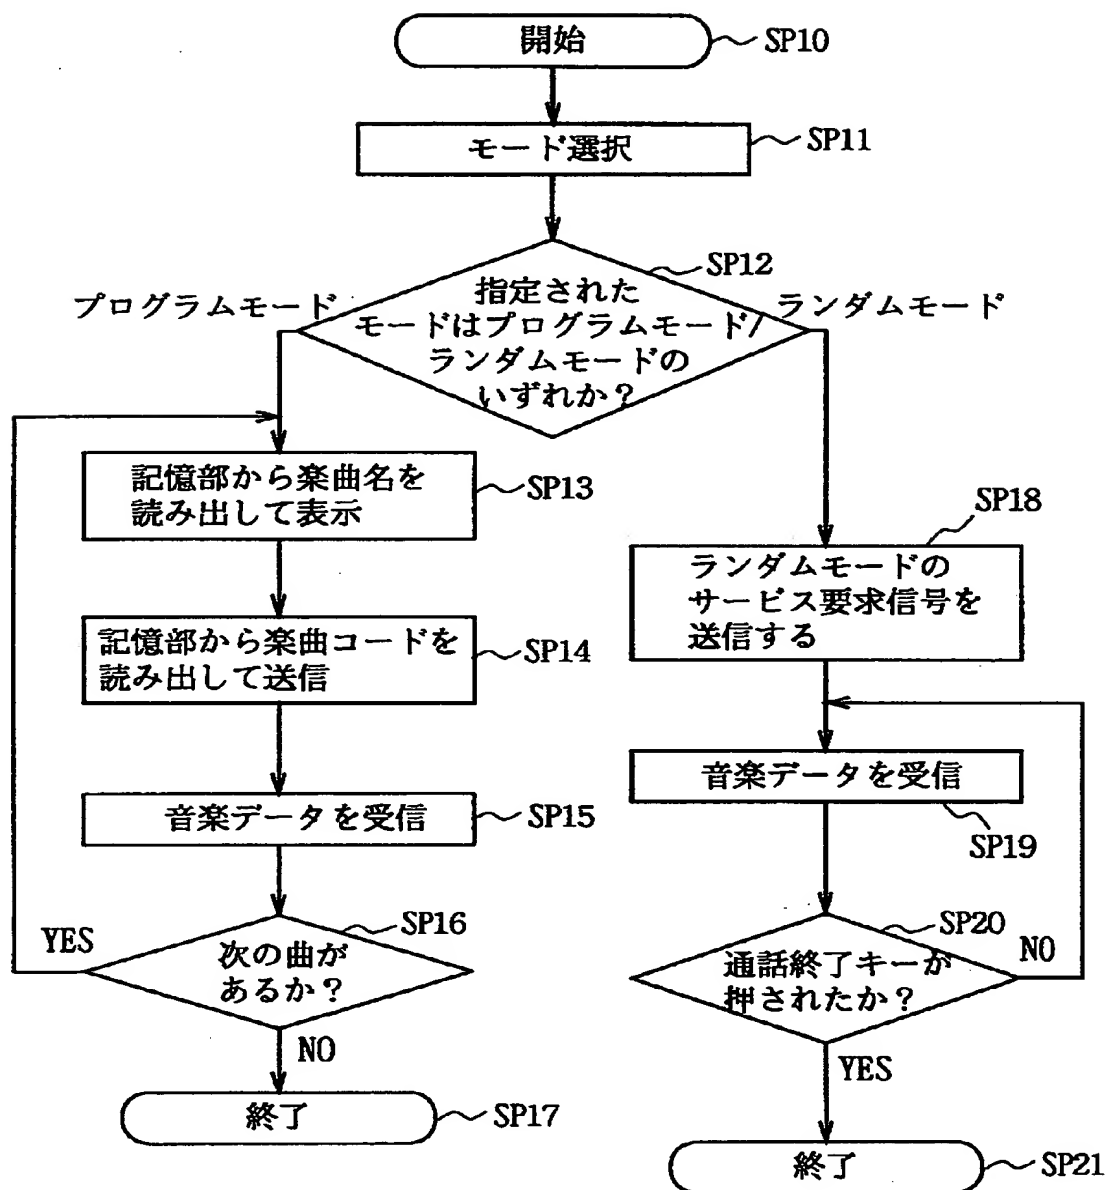 開始
SP10
モード選択
SP11
SP12
プログラムモード
指定された
モードはプログラムモード/
ランダムモードの
いずれか?
ランダムモード
記憶部から楽曲名を
読み出して表示
SP13
記憶部から楽曲コードを
読み出して送信
SP14
音楽データを受信
SP15
SP16
YES
次の曲が
あるか?
NO
終了
SP17
SP18
ランダムモードの
サービス要求信号を
送信する
音楽データを受信
SP19
SP20
通話終了キーが
押されたか?
NO
YES
終了
SP21